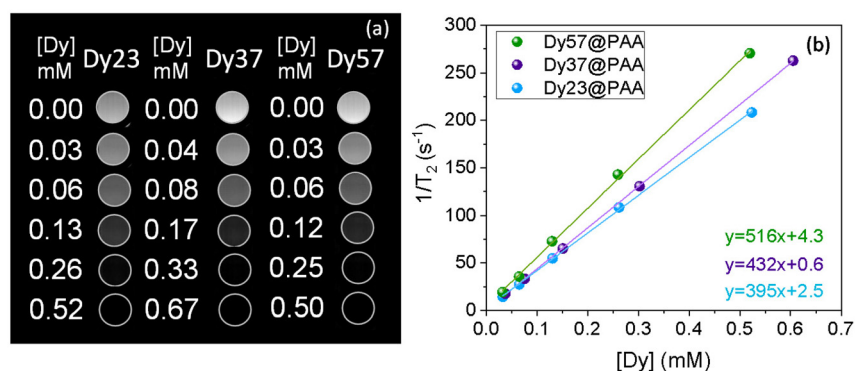 (a)
[Dy] mM Dy23 [Dy] mM Dy37 [Dy] mM Dy57
0.00 0.00 0.00
0.03 0.04 0.03
0.06 0.08 0.06
0.13 0.17 0.12
0.26 0.33 0.25
0.52 0.67 0.50
(b)
Dy57@PAA
Dy37@PAA
Dy23@PAA
1/T₂ (s⁻¹)
300
250
200
150
100
50
0
y=516x+4.3
y=432x+0.6
y=395x+2.5
0.0 0.1 0.2 0.3 0.4 0.5 0.6 0.7
[Dy] (mM)